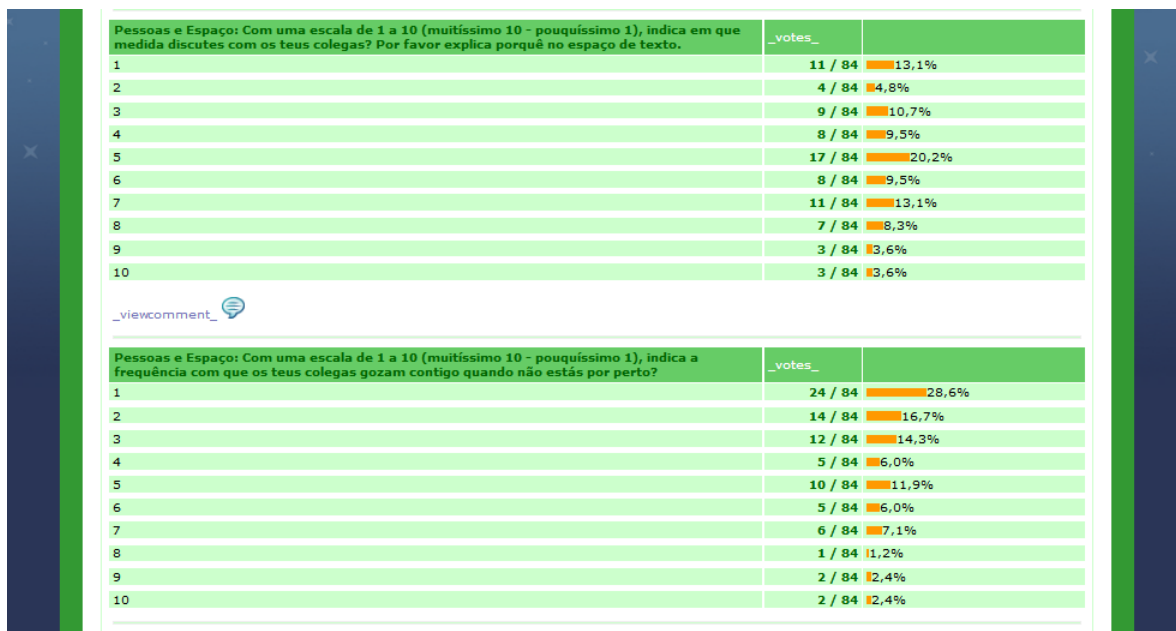 Pessoas e Espaço: Com uma escala de 1 a 10 (muitíssimo 10 - pouquíssimo 1), indica em que
medida discutes com os teus colegas? Por favor explica porquê no espaço de texto.
_votes_
1 11 / 84 13,1%
2 4 / 84 4,8%
3 9 / 84 10,7%
4 8 / 84 9,5%
5 17 / 84 20,2%
6 8 / 84 9,5%
7 11 / 84 13,1%
8 7 / 84 8,3%
9 3 / 84 3,6%
10 3 / 84 3,6%
_viewcomment_
Pessoas e Espaço: Com uma escala de 1 a 10 (muitíssimo 10 - pouquíssimo 1), indica a
frequência com que os teus colegas gozam contigo quando não estás por perto?
_votes_
1 24 / 84 28,6%
2 14 / 84 16,7%
3 12 / 84 14,3%
4 5 / 84 6,0%
5 10 / 84 11,9%
6 5 / 84 6,0%
7 6 / 84 7,1%
8 1 / 84 1,2%
9 2 / 84 2,4%
10 2 / 84 2,4%